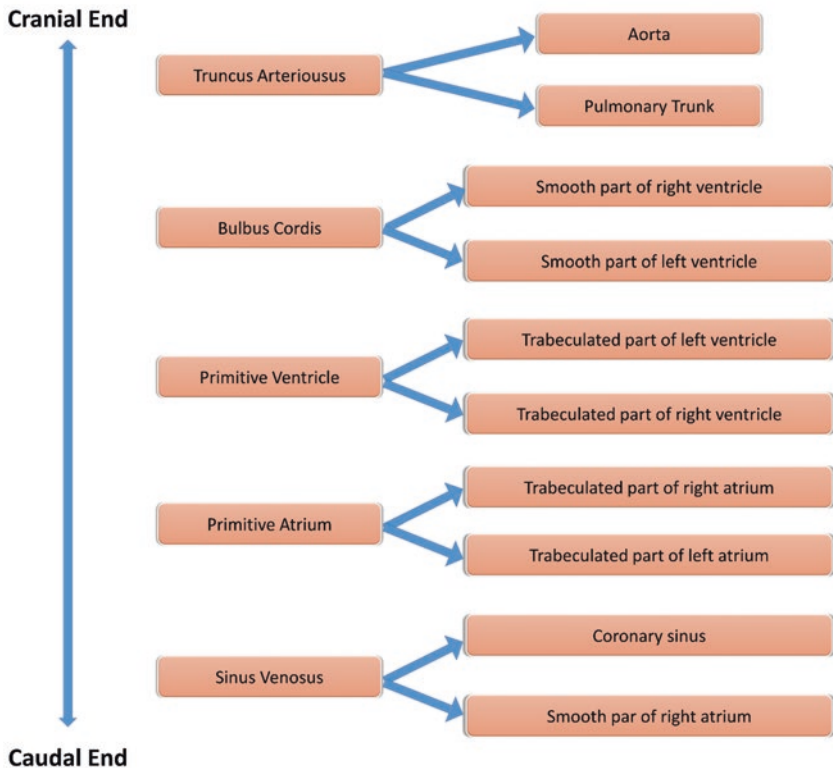 Cranial End
Truncus Arteriousus
Aorta
Pulmonary Trunk
Bulbus Cordis
Smooth part of right ventricle
Smooth part of left ventricle
Primitive Ventricle
Trabeculated part of left ventricle
Trabeculated part of right ventricle
Primitive Atrium
Trabeculated part of right atrium
Trabeculated part of left atrium
Sinus Venosus
Coronary sinus
Smooth par of right atrium
Caudal End